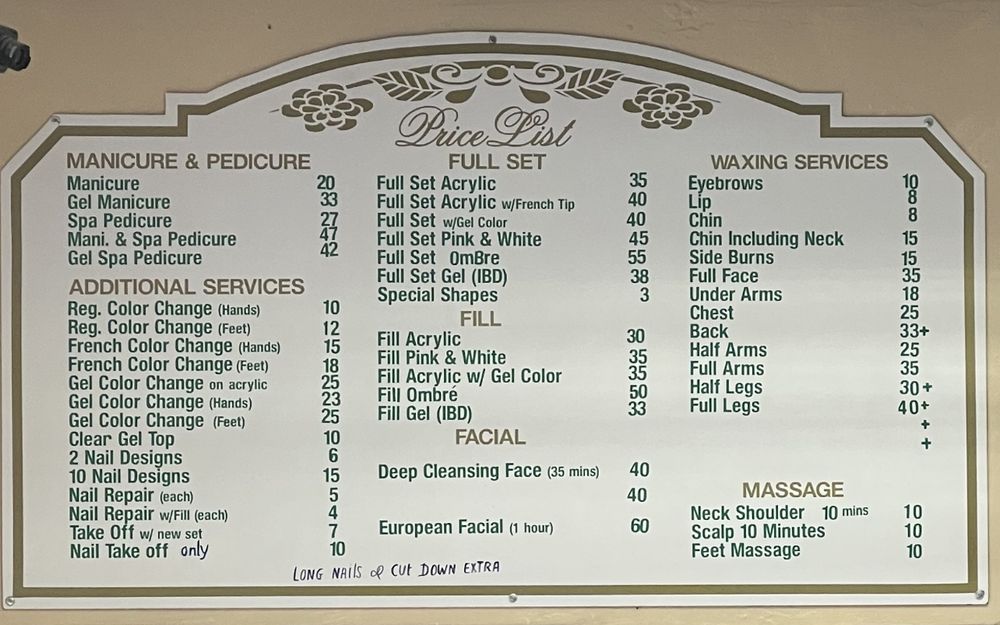 Price List
MANICURE & PEDICURE
Manicure 20
Gel Manicure 33
Spa Pedicure 27
Mani. & Spa Pedicure 47
Gel Spa Pedicure 42
ADDITIONAL SERVICES
Reg. Color Change (Hands) 10
Reg. Color Change (Feet) 12
French Color Change (Hands) 15
French Color Change (Feet) 18
Gel Color Change on acrylic 25
Gel Color Change (Hands) 23
Gel Color Change (Feet) 25
Clear Gel Top 10
2 Nail Designs 6
10 Nail Designs 15
Nail Repair (each) 5
Nail Repair w/Fill (each) 4
Take Off w/ new set 7
Nail Take off only 10
FULL SET
Full Set Acrylic 35
Full Set Acrylic w/French Tip 40
Full Set w/Gel Color 40
Full Set Pink & White 45
Full Set OmBre 55
Full Set Gel (IBD) 38
Special Shapes 3
FILL
Fill Acrylic 30
Fill Pink & White 35
Fill Acrylic w/ Gel Color 35
Fill Ombré 50
Fill Gel (IBD) 33
FACIAL
Deep Cleansing Face (35 mins) 40
40
European Facial (1 hour) 60
WAXING SERVICES
Eyebrows 10
Lip 8
Chin 8
Chin Including Neck 15
Side Burns 15
Full Face 35
Under Arms 18
Chest 25
Back 33+
Half Arms 25
Full Arms 35
Half Legs 30+
Full Legs 40+
+
+
MASSAGE
Neck Shoulder 10 mins 10
Scalp 10 Minutes 10
Feet Massage 10
LONG NAILS & CUT DOWN EXTRA